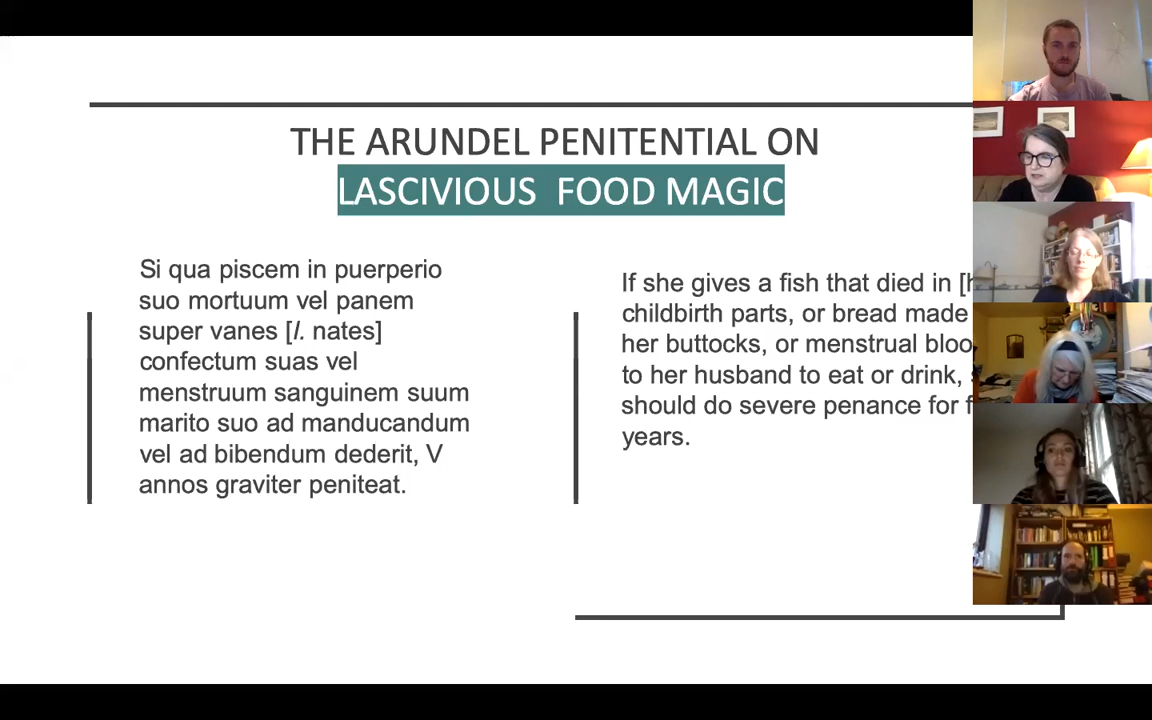 THE ARUNDEL PENITENTIAL ON
LASCIVIOUS FOOD MAGIC
Si qua piscem in puerperio
suo mortuum vel panem
super vanes [l. nates]
confectum suas vel
menstruum sanguinem suum
marito suo ad manducandum
vel ad bibendum dederit, V
annos graviter peniteat.
If she gives a fish that died in
childbirth parts, or bread made
her buttocks, or menstrual
to her husband to eat or drink,
should do severe penance for
years.